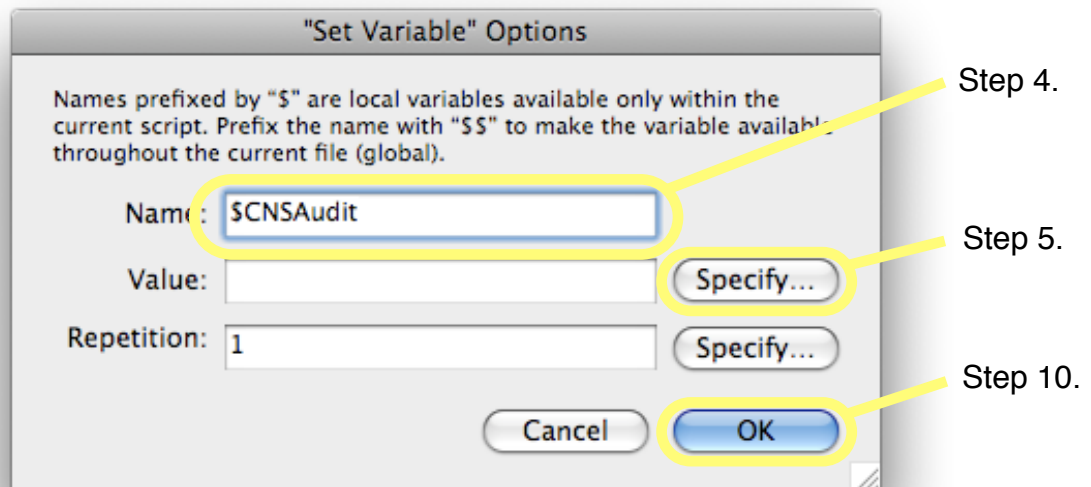 "Set Variable" Options
Step 4.
Names prefixed by “$” are local variables available only within the
current script. Prefix the name with “$$” to make the variable available
throughout the current file (global).
Name: $CNSAudit
Step 5.
Value: Specify...
Repetition: 1 Specify...
Step 10.
Cancel OK